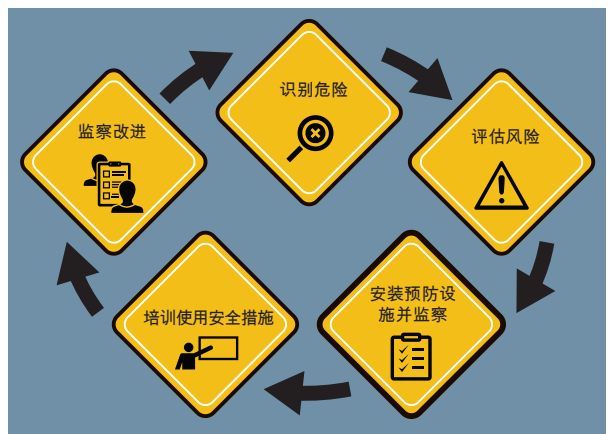 识别危险
监察改进
评估风险
安装预防设
施并监察
培训使用安全措施